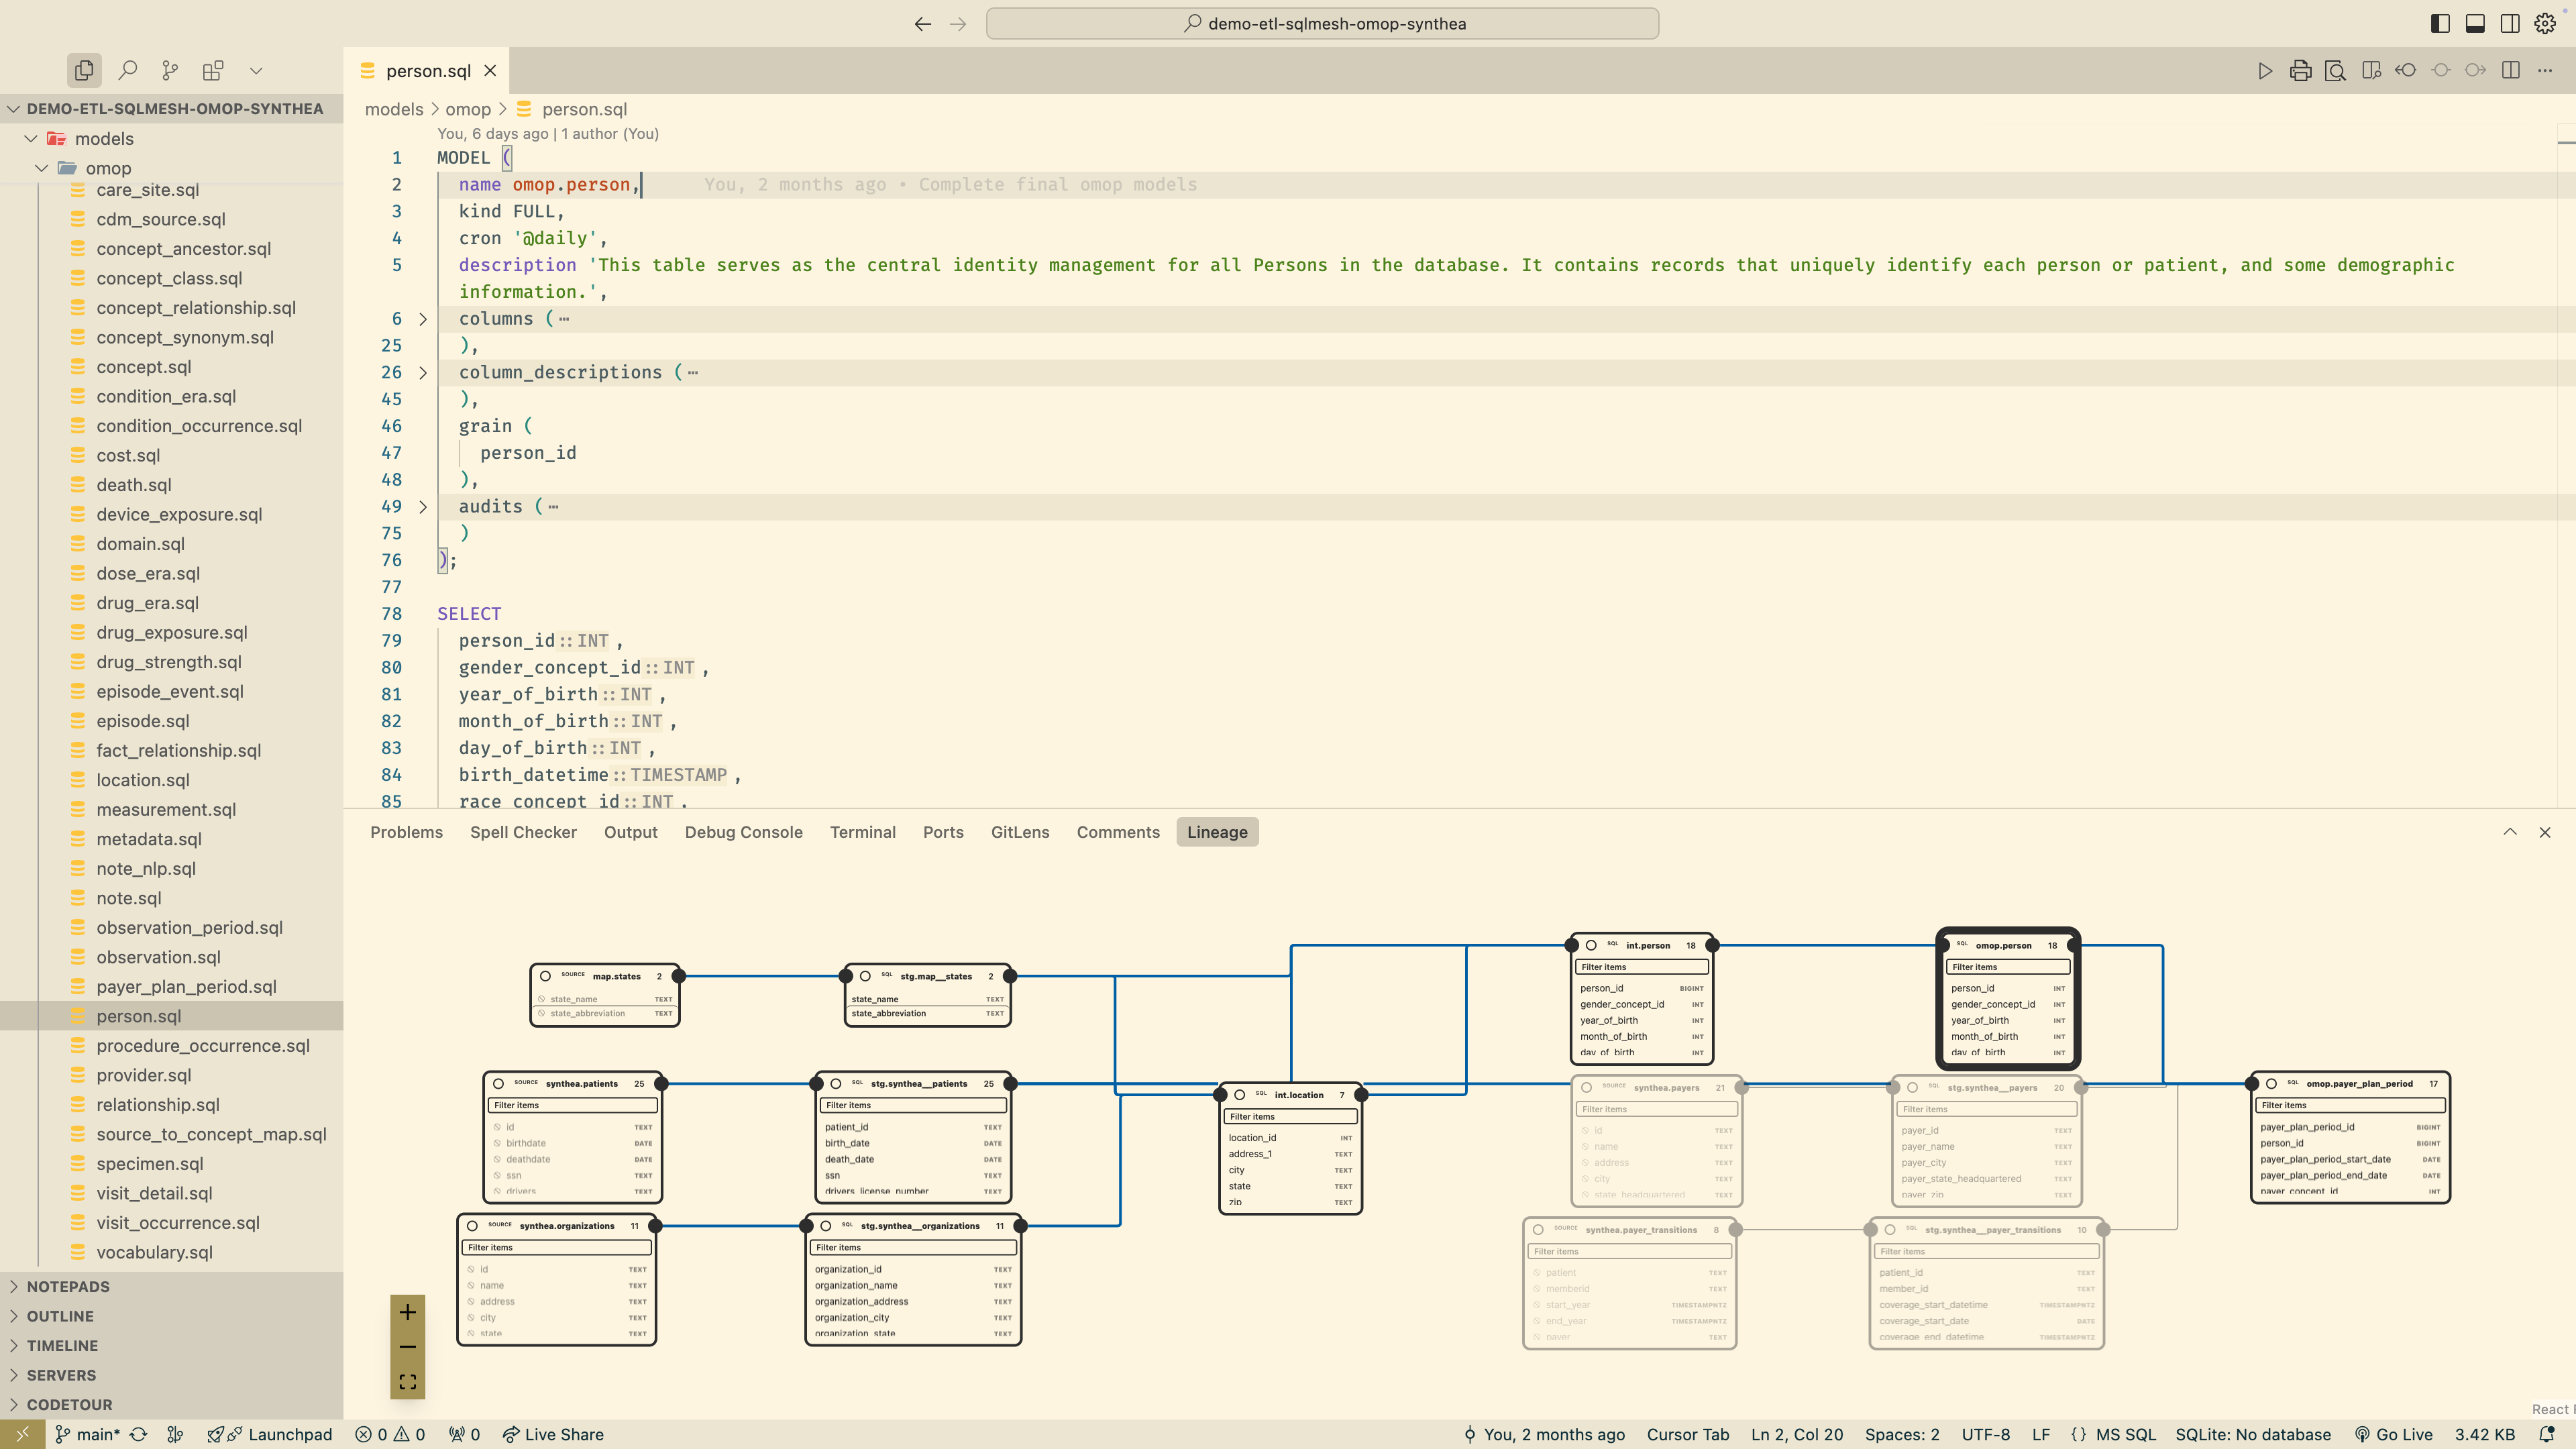 demo-etl-sqlmesh-omop-synthea
DEMO-ETL-SQLMESH-OMOP-SYNTHEA
models
omop
care_site.sql
cdm_source.sql
concept_ancestor.sql
concept_class.sql
concept_relationship.sql
concept_synonym.sql
concept.sql
condition_era.sql
condition_occurrence.sql
cost.sql
death.sql
device_exposure.sql
domain.sql
dose_era.sql
drug_era.sql
drug_exposure.sql
drug_strength.sql
episode_event.sql
episode.sql
fact_relationship.sql
location.sql
measurement.sql
metadata.sql
note_nlp.sql
note.sql
observation_period.sql
observation.sql
payer_plan_period.sql
person.sql
procedure_occurrence.sql
provider.sql
relationship.sql
source_to_concept_map.sql
specimen.sql
visit_detail.sql
visit_occurrence.sql
vocabulary.sql
NOTEPADS
OUTLINE
TIMELINE
SERVERS
CODETOUR
person.sql
models > omop > person.sql
You, 6 days ago | 1 author (You)
1 MODEL (
2 name omop.person, You, 2 months ago • Complete final omop models
3 kind FULL,
4 cron '@daily',
5 description 'This table serves as the central identity management for all Persons in the database. It contains records that uniquely identify each person or patient, and some demographic
information.',
6 columns (⋯
25 ),
26 column_descriptions (⋯
45 ),
46 grain (
47 person_id
48 ),
49 audits (⋯
75 )
76 );
77
78 SELECT
79 person_id::INT,
80 gender_concept_id::INT,
81 year_of_birth::INT,
82 month_of_birth::INT,
83 day_of_birth::INT,
84 birth_datetime::TIMESTAMP,
85 race_concept_id::INT,
Problems Spell Checker Output Debug Console Terminal Ports GitLens Comments Lineage
SOURCE map.states 2
state_name TEXT
state_abbreviation TEXT
SQL stg.map__states 2
state_name TEXT
state_abbreviation TEXT
SOURCE synthea.patients 25
Filter items
id TEXT
birthdate DATE
deathdate DATE
ssn TEXT
drivers TEXT
SQL stg.synthea__patients 25
Filter items
patient_id TEXT
birth_date DATE
death_date DATE
ssn TEXT
drivers_license_number TEXT
SOURCE synthea.organizations 11
Filter items
id TEXT
name TEXT
address TEXT
city TEXT
state TEXT
SQL stg.synthea__organizations 11
Filter items
organization_id TEXT
organization_name TEXT
organization_address TEXT
organization_city TEXT
organization_state TEXT
SQL int.location 7
Filter items
location_id INT
address_1 TEXT
city TEXT
state TEXT
zip TEXT
SQL int.person 18
Filter items
person_id BIGINT
gender_concept_id INT
year_of_birth INT
month_of_birth INT
day_of_birth INT
SQL omop.person 18
Filter items
person_id INT
gender_concept_id INT
year_of_birth INT
month_of_birth INT
day_of_birth INT
SOURCE synthea.payers 21
Filter items
id TEXT
name TEXT
address TEXT
city TEXT
state_headquartered TEXT
SQL stg.synthea__payers 20
Filter items
payer_id TEXT
payer_name TEXT
payer_city TEXT
payer_state_headquartered TEXT
payer_zip TEXT
SOURCE synthea.payer_transitions 8
Filter items
patient TEXT
memberid TEXT
start_year TIMESTAMPNTZ
end_year TIMESTAMPNTZ
payer TEXT
SQL stg.synthea__payer_transitions 10
Filter items
patient_id TEXT
member_id TEXT
coverage_start_datetime TIMESTAMPNTZ
coverage_start_date DATE
coverage_end_datetime TIMESTAMPNTZ
SQL omop.payer_plan_period 17
Filter items
payer_plan_period_id BIGINT
person_id BIGINT
payer_plan_period_start_date DATE
payer_plan_period_end_date DATE
payer_concept_id INT
React F
main* Launchpad 0 0 0 Live Share You, 2 months ago Cursor Tab Ln 2, Col 20 Spaces: 2 UTF-8 LF {} MS SQL SQLite: No database Go Live 3.42 KB